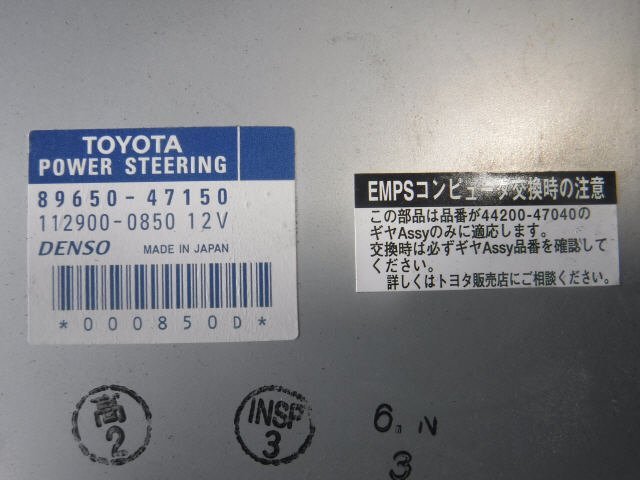 TOYOTA
POWER STEERING
89650-47150
112900-0850 12V
DENSO MADE IN JAPAN
*000850D*
EMPSコンピュータ交換時の注意
この部品は品番が44200-47040の
ギヤAssyのみに適応します。
交換時は必ずギヤAssy品番を確認して
ください。
詳しくはトヨタ販売店にご相談ください。
高
2
INSP
3
6
N
3